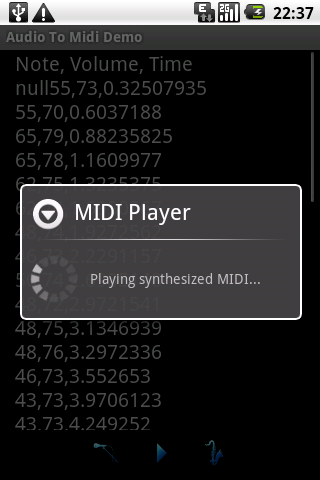 22:37
Audio To Midi Demo
Note, Volume, Time
null55,73,0.32507935
55,70,0.6037188
65,79,0.88235825
65,78,1.1609977
MIDI Player
Playing synthesized MIDI...
48,75,3.1346939
48,76,3.2972336
46,73,3.552653
43,73,3.9706123
43,73,4.249252